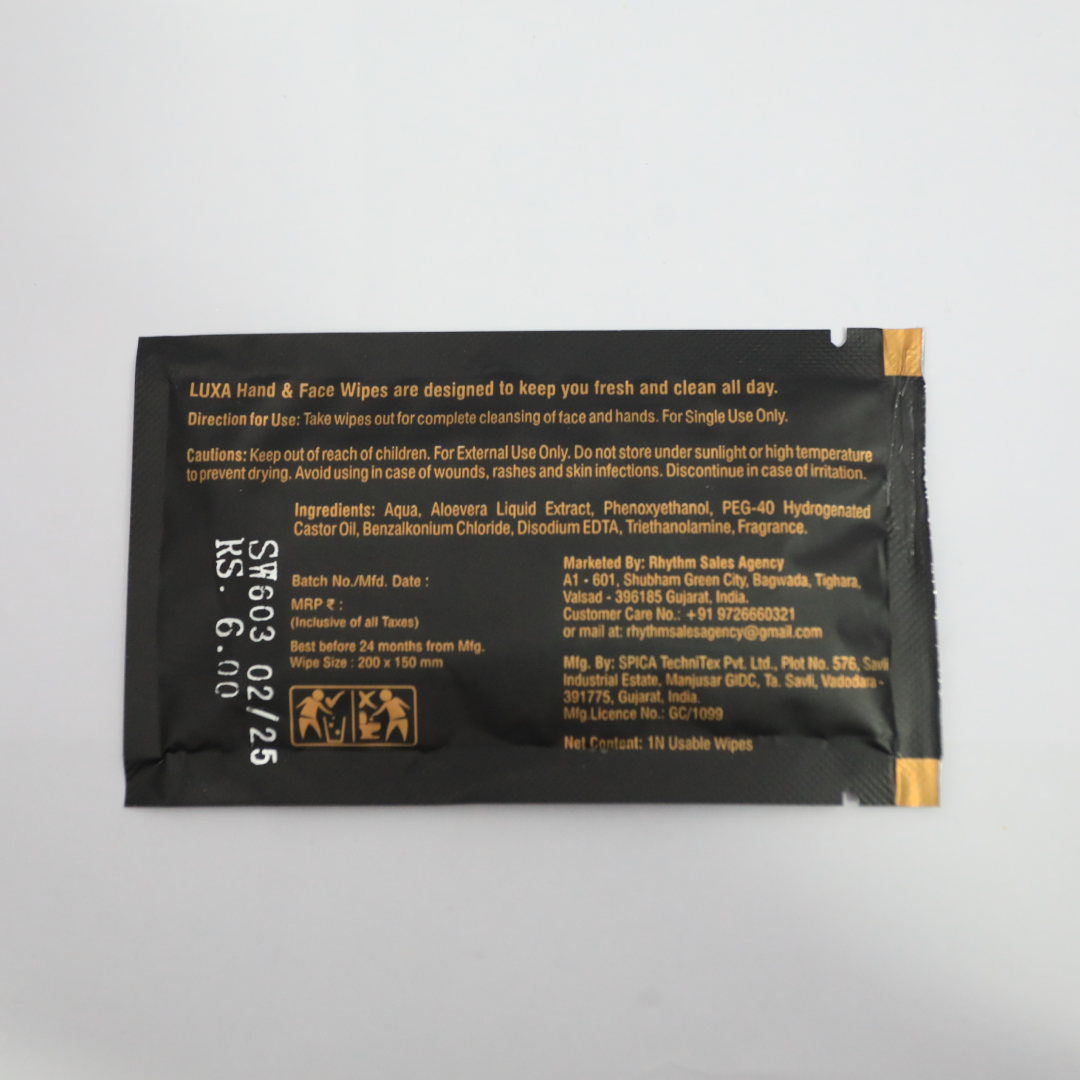 LUXA Hand & Face Wipes are designed to keep you fresh and clean all day.
Direction for Use: Take wipes out for complete cleansing of face and hands. For Single Use Only.
Cautions: Keep out of reach of children. For External Use Only. Do not store under sunlight or high temperature
to prevent drying. Avoid using in case of wounds, rashes and skin infections. Discontinue in case of irritation.
Ingredients: Aqua, Aloevera Liquid Extract, Phenoxyethanol, PEG-40 Hydrogenated
Castor Oil, Benzalkonium Chloride, Disodium EDTA, Triethanolamine, Fragrance.
SW603 02/25
RS. 6.00
Batch No./Mfd. Date :
MRP ₹ :
(Inclusive of all Taxes)
Best before 24 months from Mfg.
Wipe Size : 200 x 150 mm
Marketed By: Rhythm Sales Agency
A1 - 601, Shubham Green City, Bagwada, Tighara,
Valsad - 396185 Gujarat, India.
Customer Care No.: +91 9726660321
or mail at: rhythmsalesagency@gmail.com
Mfg. By: SPICA TechniTex Pvt. Ltd., Plot No. 576, Savli
Industrial Estate, Manjusar GIDC, Ta. Savli, Vadodara -
391775, Gujarat, India.
Mfg.Licence No.: GC/1099
Net Content: 1N Usable Wipes